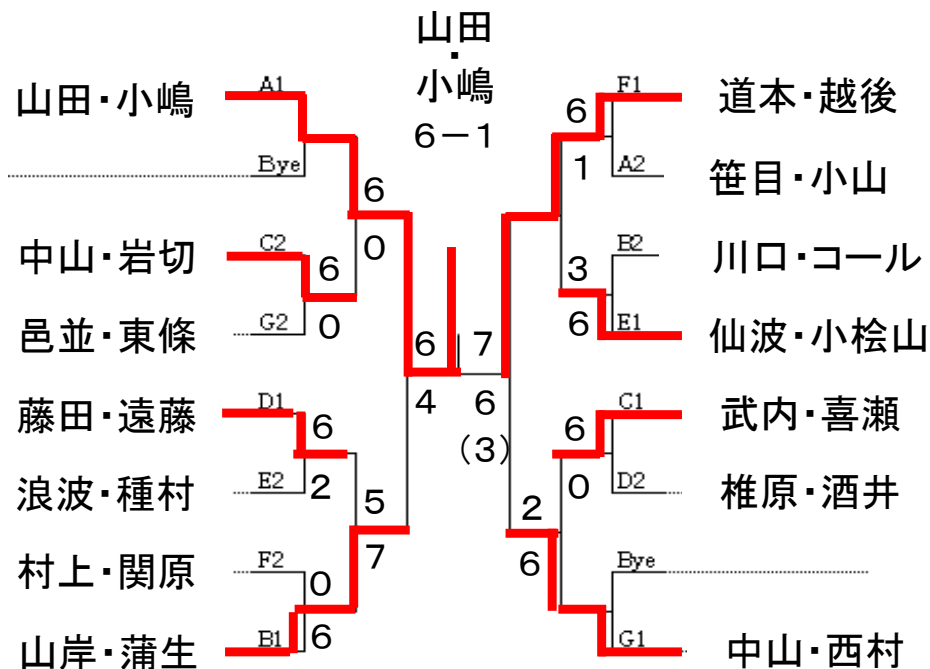 山田
・
小嶋
6－1
山田・小嶋
A1
Bye
6
0
中山・岩切
C2
6
0
邑並・東條
G2
6
4
藤田・遠藤
D1
6
2
浪波・種村
E2
5
7
村上・関原
F2
0
6
山岸・蒲生
B1
F1
道本・越後
6
1
A2
笹目・小山
B2
川口・コール
3
6
E1
仙波・小桧山
7
6
(3)
C1
武内・喜瀬
6
0
D2
椎原・酒井
2
6
Bye
G1
中山・西村